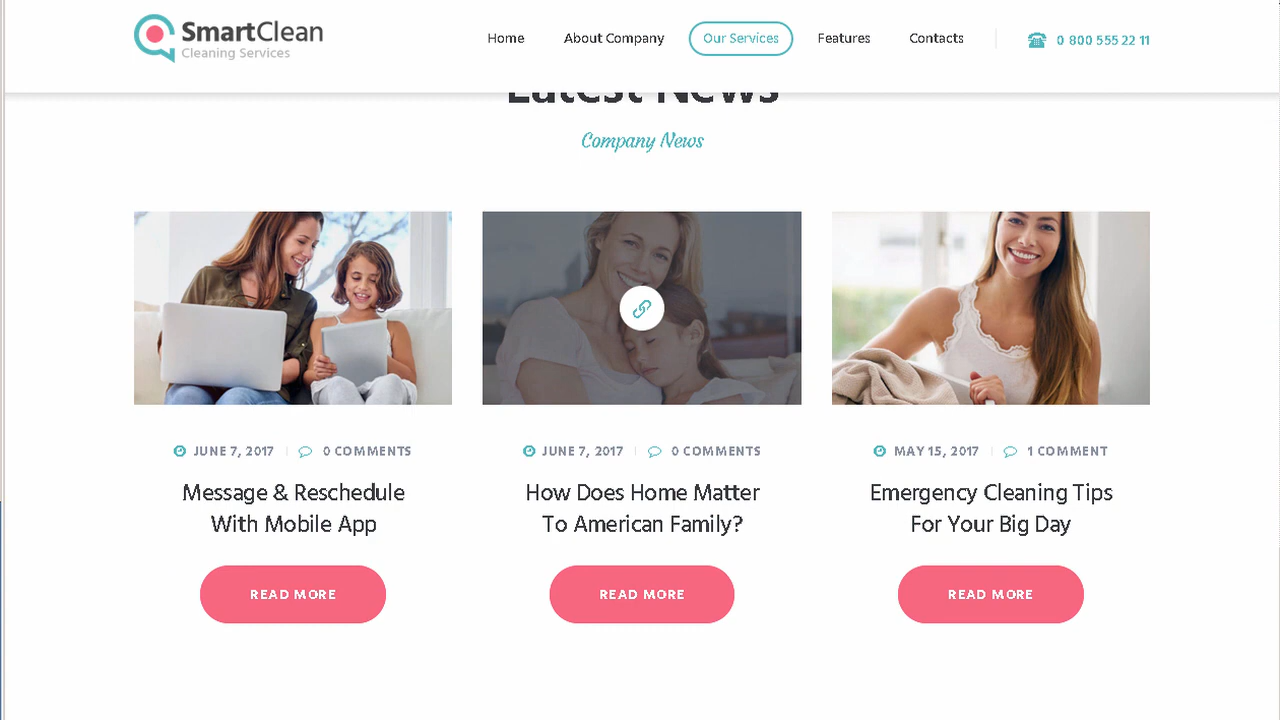 SmartClean
Cleaning Services
Home
About Company
Our Services
Features
Contacts
0 800 555 22 11
Latest News
Company News
JUNE 7, 2017
0 COMMENTS
JUNE 7, 2017
0 COMMENTS
MAY 15, 2017
1 COMMENT
Message & Reschedule
With Mobile App
How Does Home Matter
To American Family?
Emergency Cleaning Tips
For Your Big Day
READ MORE
READ MORE
READ MORE